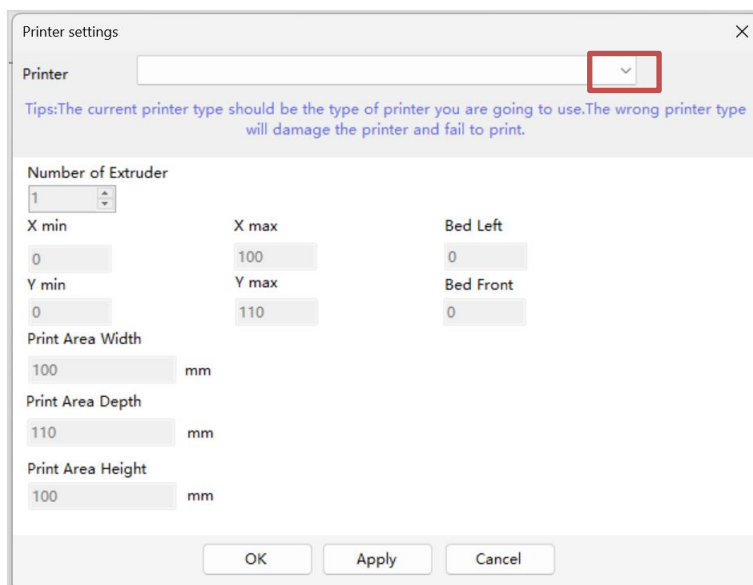 Printer settings
Printer
Tips:The current printer type should be the type of printer you are going to use.The wrong printer type
will damage the printer and fail to print.
Number of Extruder
1
X min X max Bed Left
0 100 0
Y min Y max Bed Front
0 110 0
Print Area Width
100 mm
Print Area Depth
110 mm
Print Area Height
100 mm
OK Apply Cancel